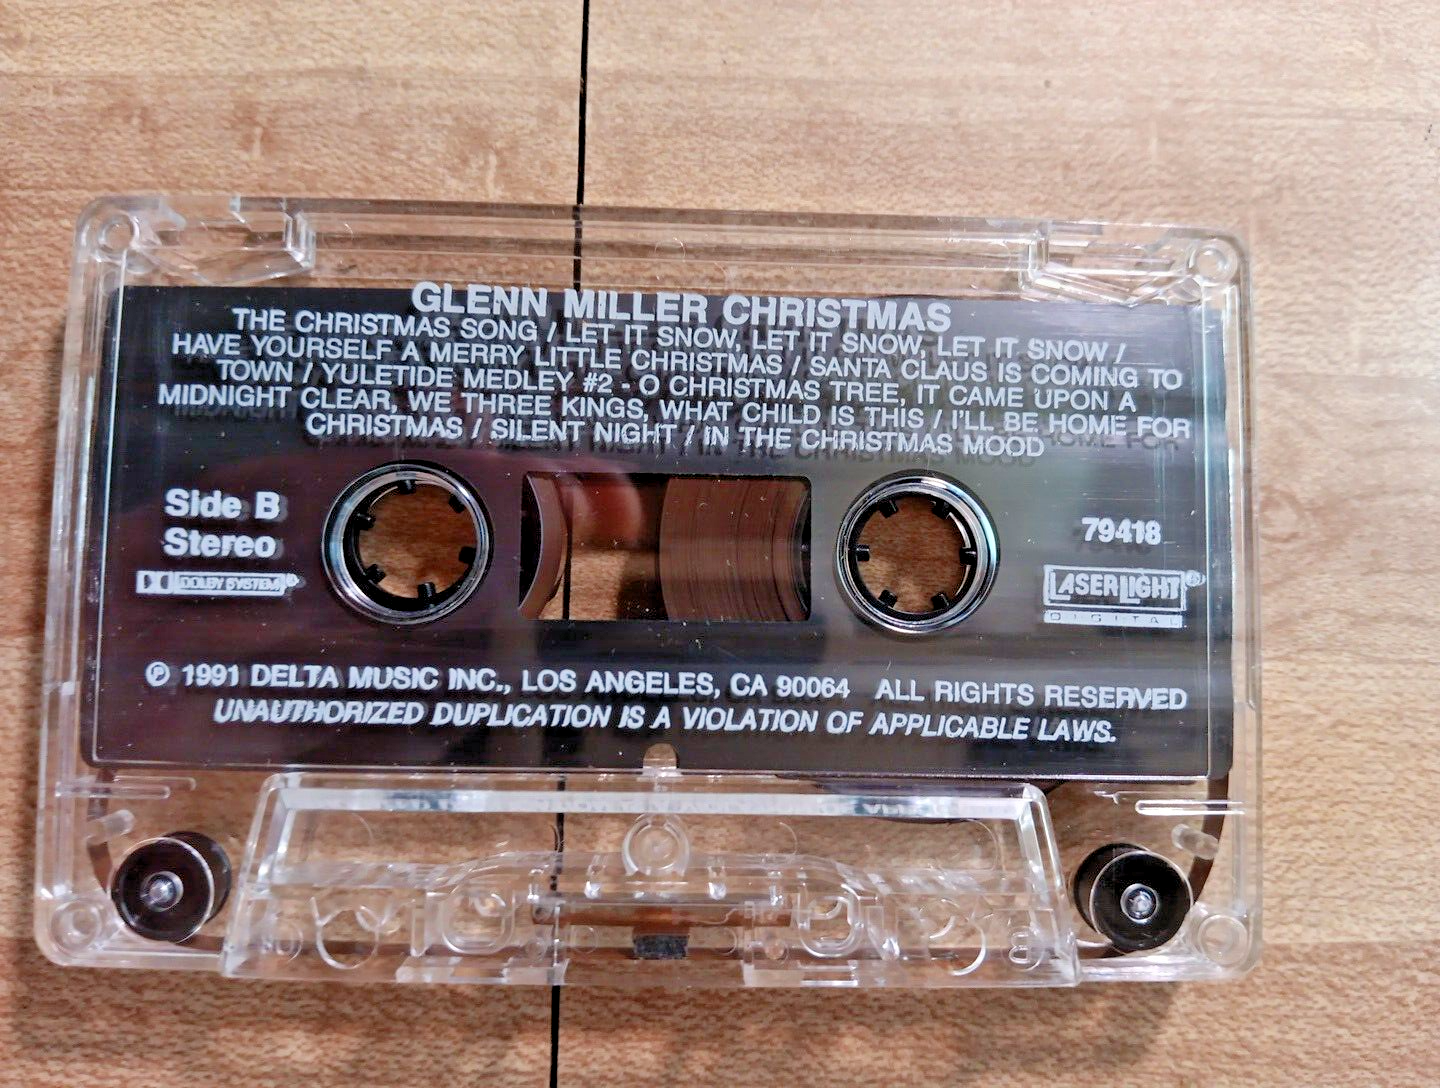 GLENN MILLER CHRISTMAS
THE CHRISTMAS SONG / LET IT SNOW, LET IT SNOW, LET IT SNOW /
HAVE YOURSELF A MERRY LITTLE CHRISTMAS / SANTA CLAUS IS COMING TO
TOWN / YULETIDE MEDLEY #2 - O CHRISTMAS TREE, IT CAME UPON A
MIDNIGHT CLEAR, WE THREE KINGS, WHAT CHILD IS THIS / I'LL BE HOME FOR
CHRISTMAS / SILENT NIGHT / IN THE CHRISTMAS MOOD
Side B
Stereo
DOLBY SYSTEM®
79418
LASERLIGHT®
DIGITAL
℗ 1991 DELTA MUSIC INC., LOS ANGELES, CA 90064 ALL RIGHTS RESERVED
UNAUTHORIZED DUPLICATION IS A VIOLATION OF APPLICABLE LAWS.